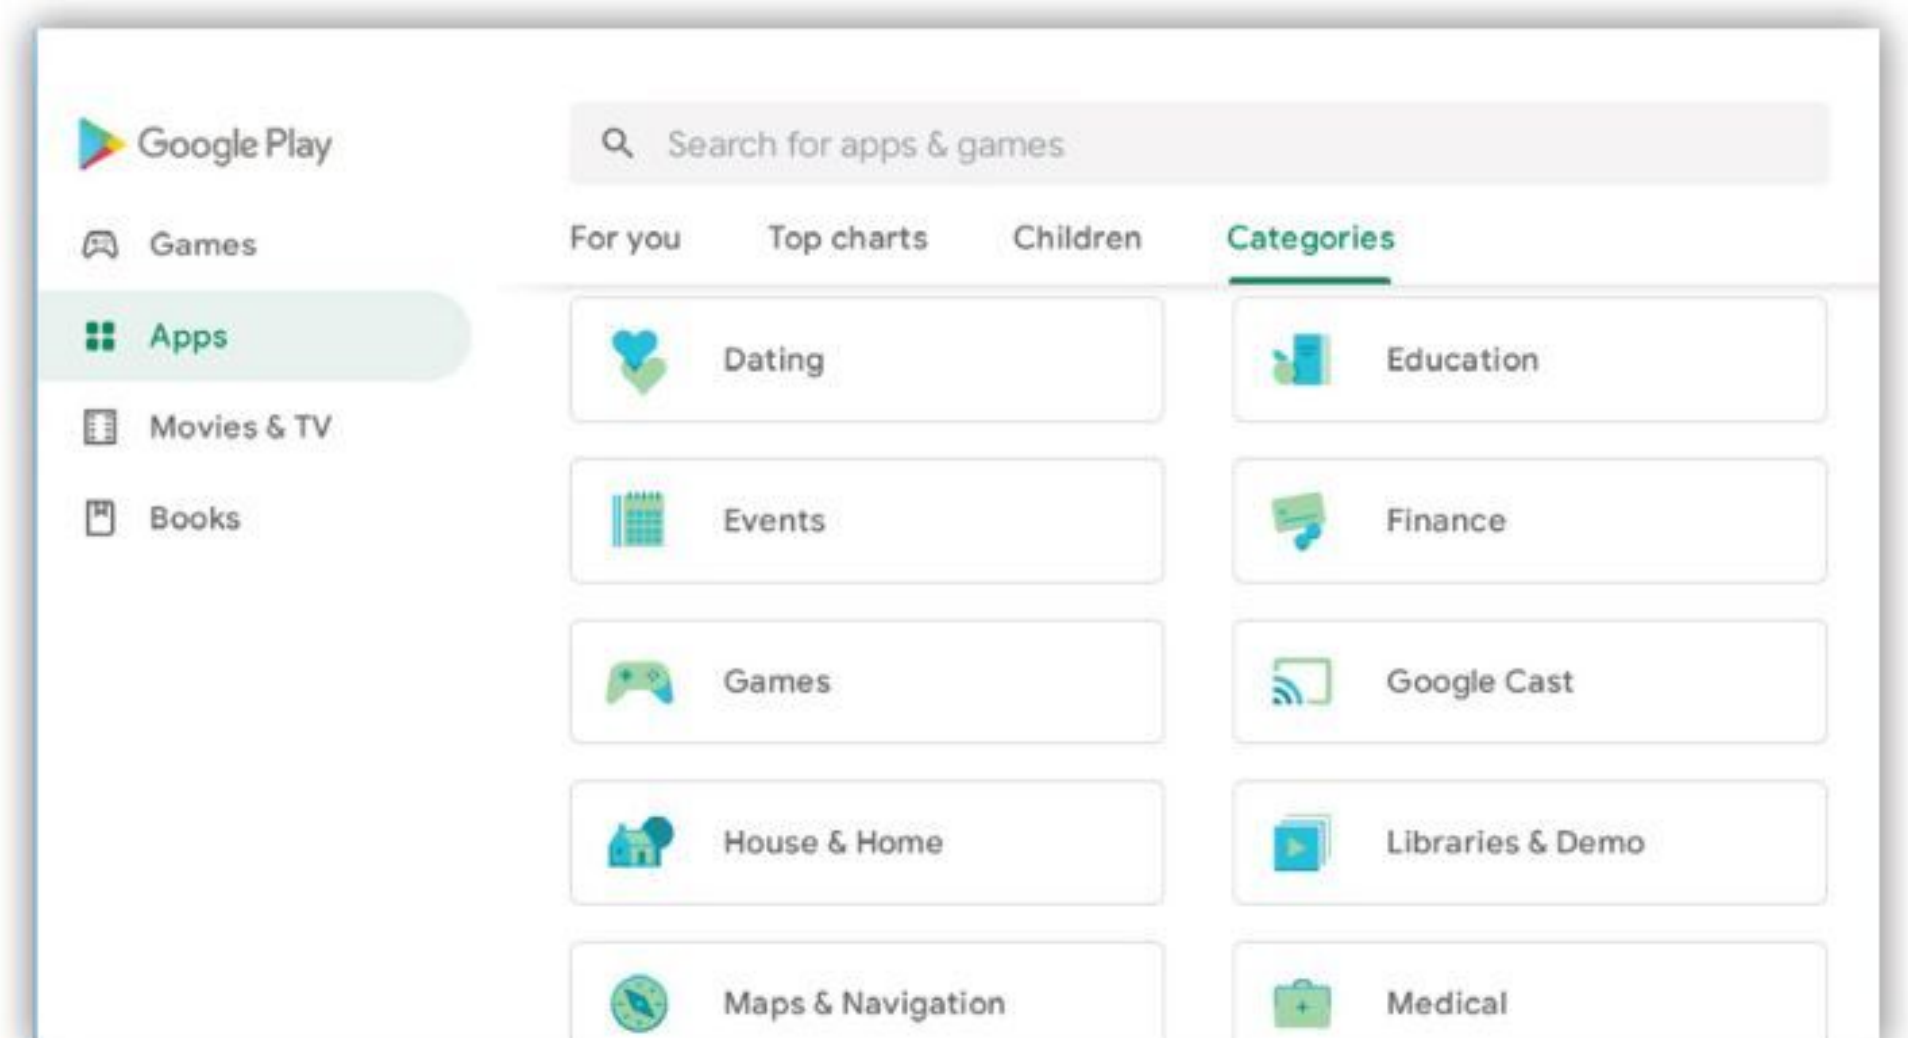 Google Play
Search for apps & games
Games
Apps
Movies & TV
Books
For you
Top charts
Children
Categories
Dating
Education
Events
Finance
Games
Google Cast
House & Home
Libraries & Demo
Maps & Navigation
Medical